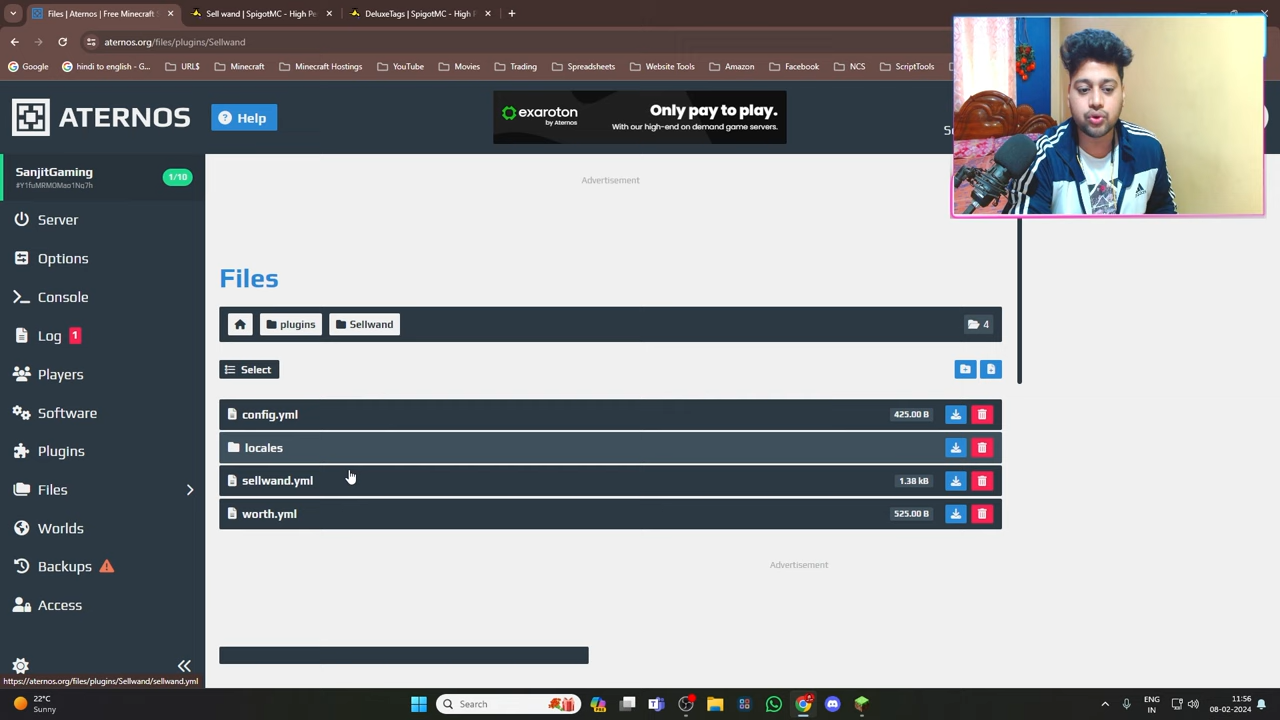 Files | Aternos | Free Minecraft S
Sell wand | SpigotMC - High Pe
DeluxeTags | SpigotMC - High P
aternos.org/files/plugins/Sellwand
Google
hindi to english - G...
URL$
Minecraft
aft Hostings
YouTube
Movies
Trading
Spreadsheets
Website Tools
Amazon
Facebook
NCS
ScriptTools
ATERNOS
Help
exaroton
by Aternos
Only pay to play.
With our high-end on demand game servers.
SanjitGaming
1/10
Server
Options
Console
Log 1
Players
Software
Plugins
Files
Worlds
Backups
Access
Advertisement
Files
plugins
Sellwand
4
Select
config.yml
425.00 B
locales
sellwand.yml
1.38 kB
worth.yml
525.00 B
Advertisement
https://aternos.org/files/plugins/Sellwand/sellwand.yml
22°C
Sunny
Search
ENG
IN
11:56
08-02-2024